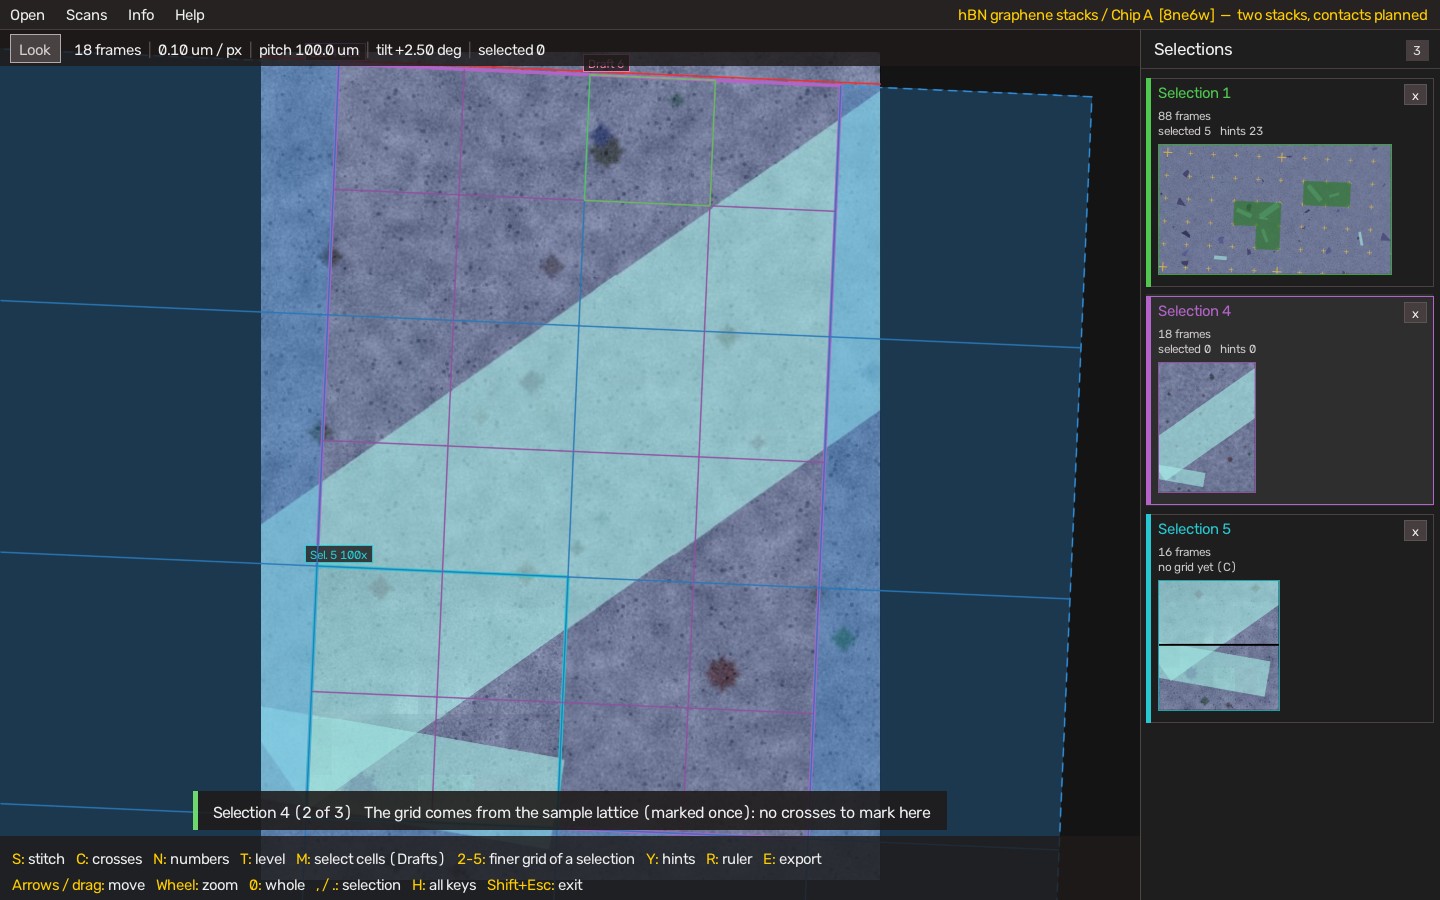 Open Scans Info Help
hBN graphene stacks / Chip A [8ne6w] — two stacks, contacts planned
Look 18 frames | 0.10 um / px | pitch 100.0 um | tilt +2.50 deg | selected 0
Selections 3
Draft 6
Selection 1 x
88 frames
selected 5 hints 23
Selection 4 x
18 frames
selected 0 hints 0
Sel. 5 100x
Selection 5 x
16 frames
no grid yet (C)
Selection 4 (2 of 3) The grid comes from the sample lattice (marked once): no crosses to mark here
S: stitch C: crosses N: numbers T: level M: select cells (Drafts) 2-5: finer grid of a selection Y: hints R: ruler E: export
Arrows / drag: move Wheel: zoom 0: whole , / .: selection H: all keys Shift+Esc: exit